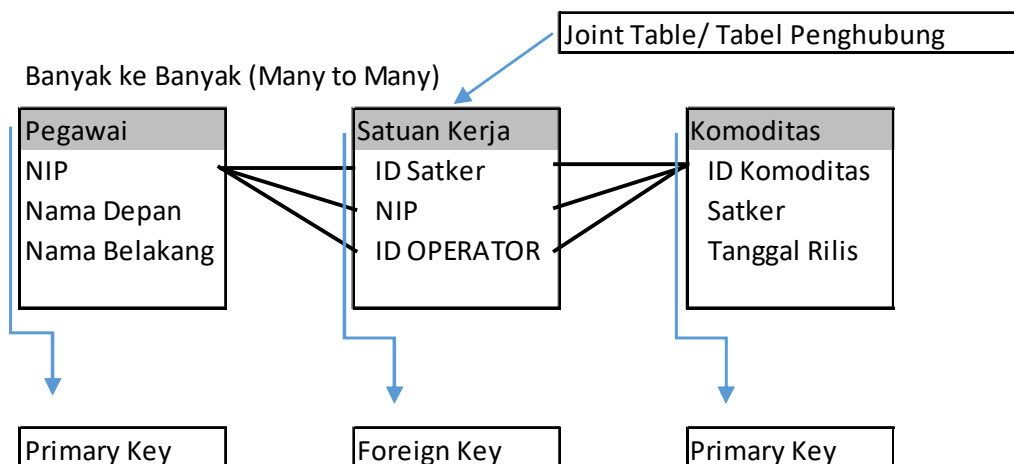 Joint Table/ Tabel Penghubung
Banyak ke Banyak (Many to Many)
Pegawai
NIP
Nama Depan
Nama Belakang
Satuan Kerja
ID Satker
NIP
ID OPERATOR
Komoditas
ID Komoditas
Satker
Tanggal Rilis
Primary Key
Foreign Key
Primary Key